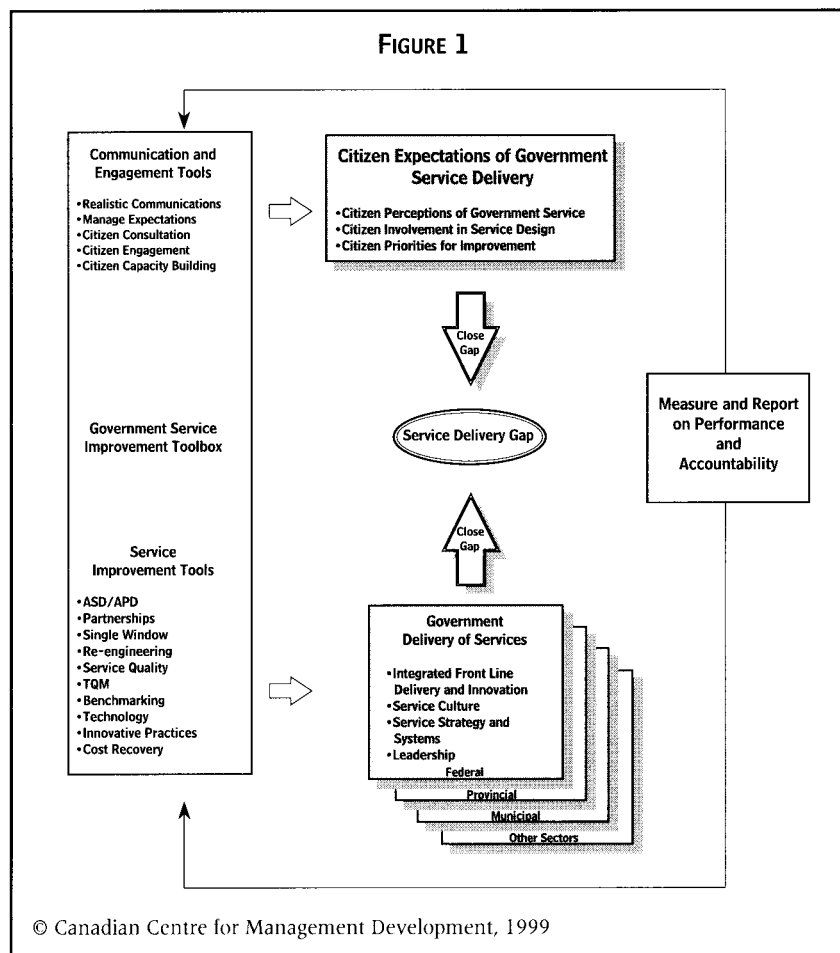 FIGURE 1
Communication and
Engagement Tools
•Realistic Communications
•Manage Expectations
•Citizen Consultation
•Citizen Engagement
•Citizen Capacity Building
Government Service
Improvement Toolbox
Service
Improvement Tools
•ASD/APD
•Partnerships
•Single Window
•Re-engineering
•Service Quality
•TQM
•Benchmarking
•Technology
•Innovative Practices
•Cost Recovery
Citizen Expectations of Government
Service Delivery
•Citizen Perceptions of Government Service
•Citizen Involvement in Service Design
•Citizen Priorities for Improvement
Close
Gap
Service Delivery Gap
Close
Gap
Government
Delivery of Services
•Integrated Front Line
Delivery and Innovation
•Service Culture
•Service Strategy and
Systems
•Leadership
Federal
Provincial
Municipal
Other Sectors
Measure and Report
on Performance
and
Accountability
© Canadian Centre for Management Development, 1999